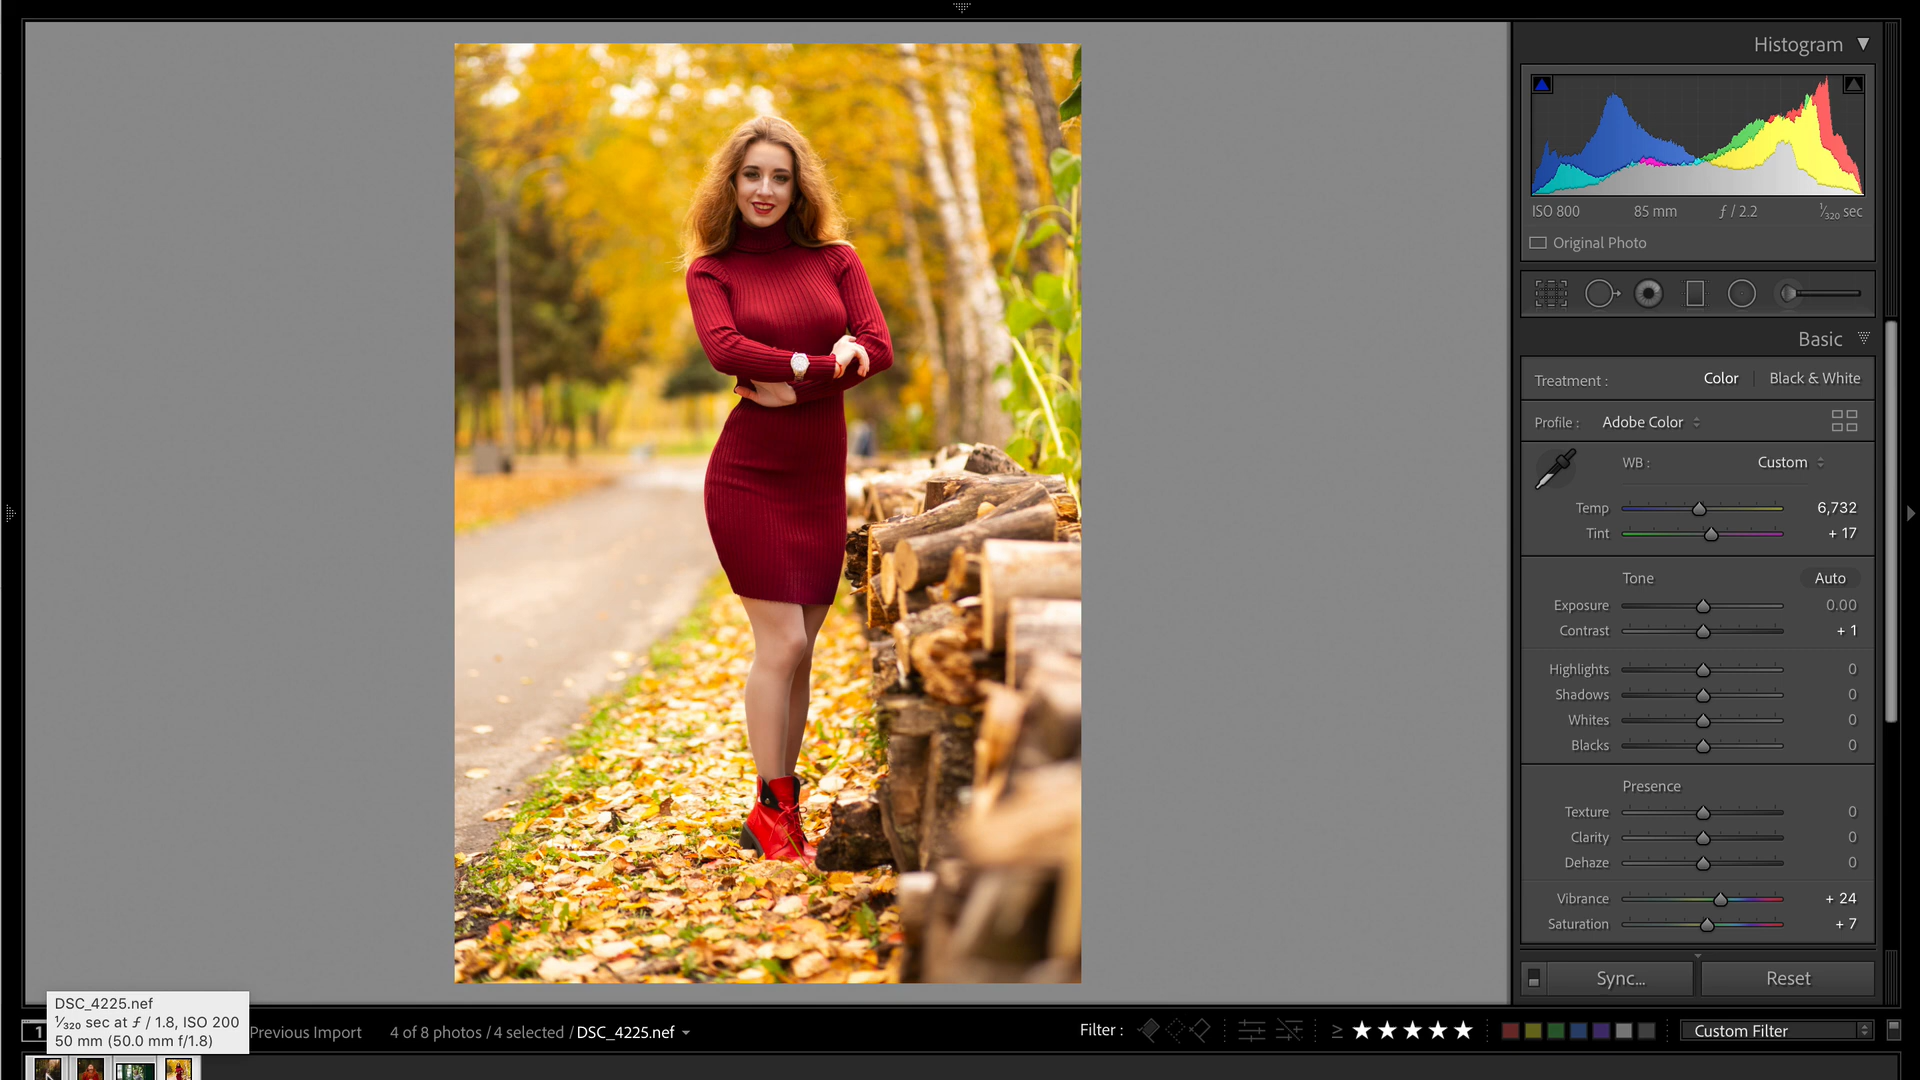 Histogram
ISO 800 85 mm ƒ / 2.2 1/320 sec
Original Photo
Basic
Treatment : Color Black & White
Profile : Adobe Color
WB : Custom
Temp 6,732
Tint + 17
Tone Auto
Exposure 0.00
Contrast + 1
Highlights 0
Shadows 0
Whites 0
Blacks 0
Presence
Texture 0
Clarity 0
Dehaze 0
Vibrance + 24
Saturation + 7
Sync... Reset
DSC_4225.nef
1/320 sec at ƒ / 1.8, ISO 200
50 mm (50.0 mm f/1.8)
1 Previous Import 4 of 8 photos / 4 selected / DSC_4225.nef Filter : ≥ ★★★★★ Custom Filter